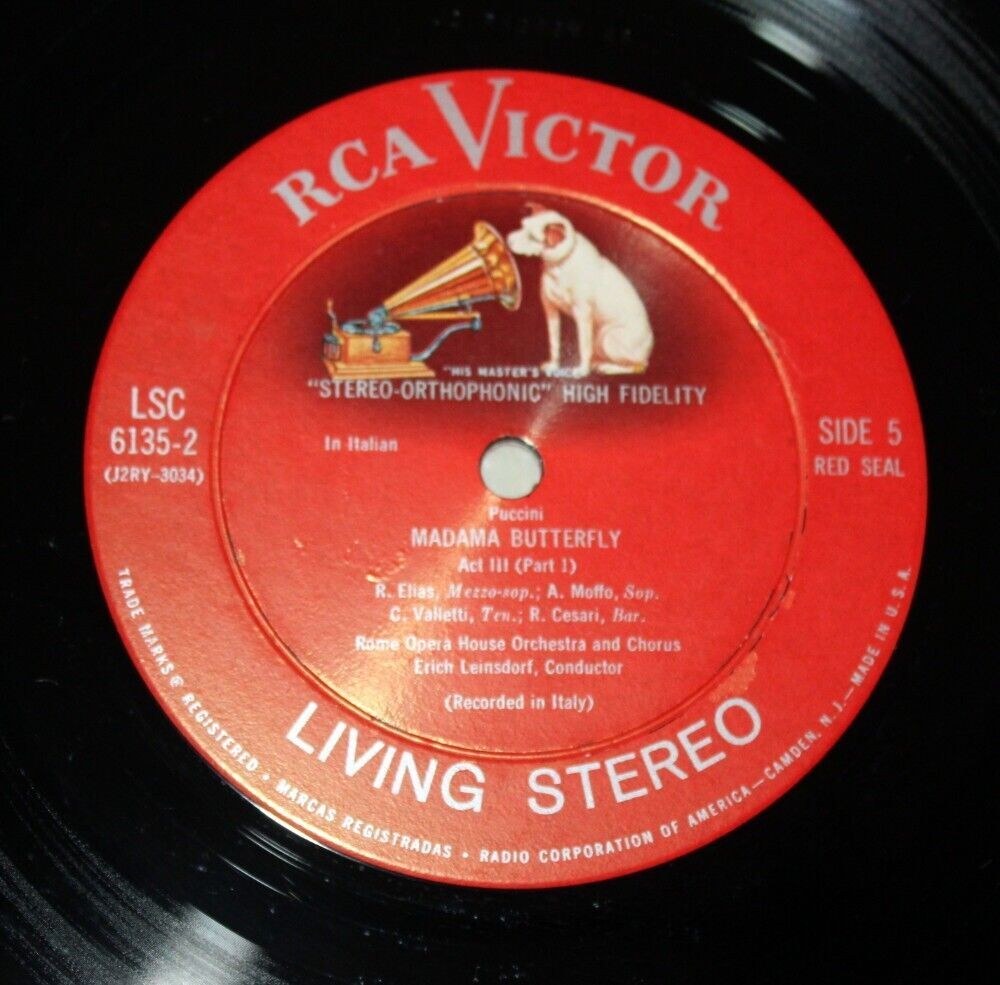 RCA VICTOR
"HIS MASTER'S VOICE"
"STEREO-ORTHOPHONIC" HIGH FIDELITY
LSC
6135-2
(J2RY-3034)
In Italian
SIDE 5
RED SEAL
Puccini
MADAMA BUTTERFLY
Act III (Part 1)
R. Elias, Mezzo-sop.; A. Moffo, Sop.
C. Valletti, Ten.; R. Cesari, Bar.
Rome Opera House Orchestra and Chorus
Erich Leinsdorf, Conductor
(Recorded in Italy)
LIVING STEREO
TRADE MARKS ® REGISTERED • MARCAS REGISTRADAS • RADIO CORPORATION OF AMERICA—CAMDEN, N. J.—MADE IN U.S.A.